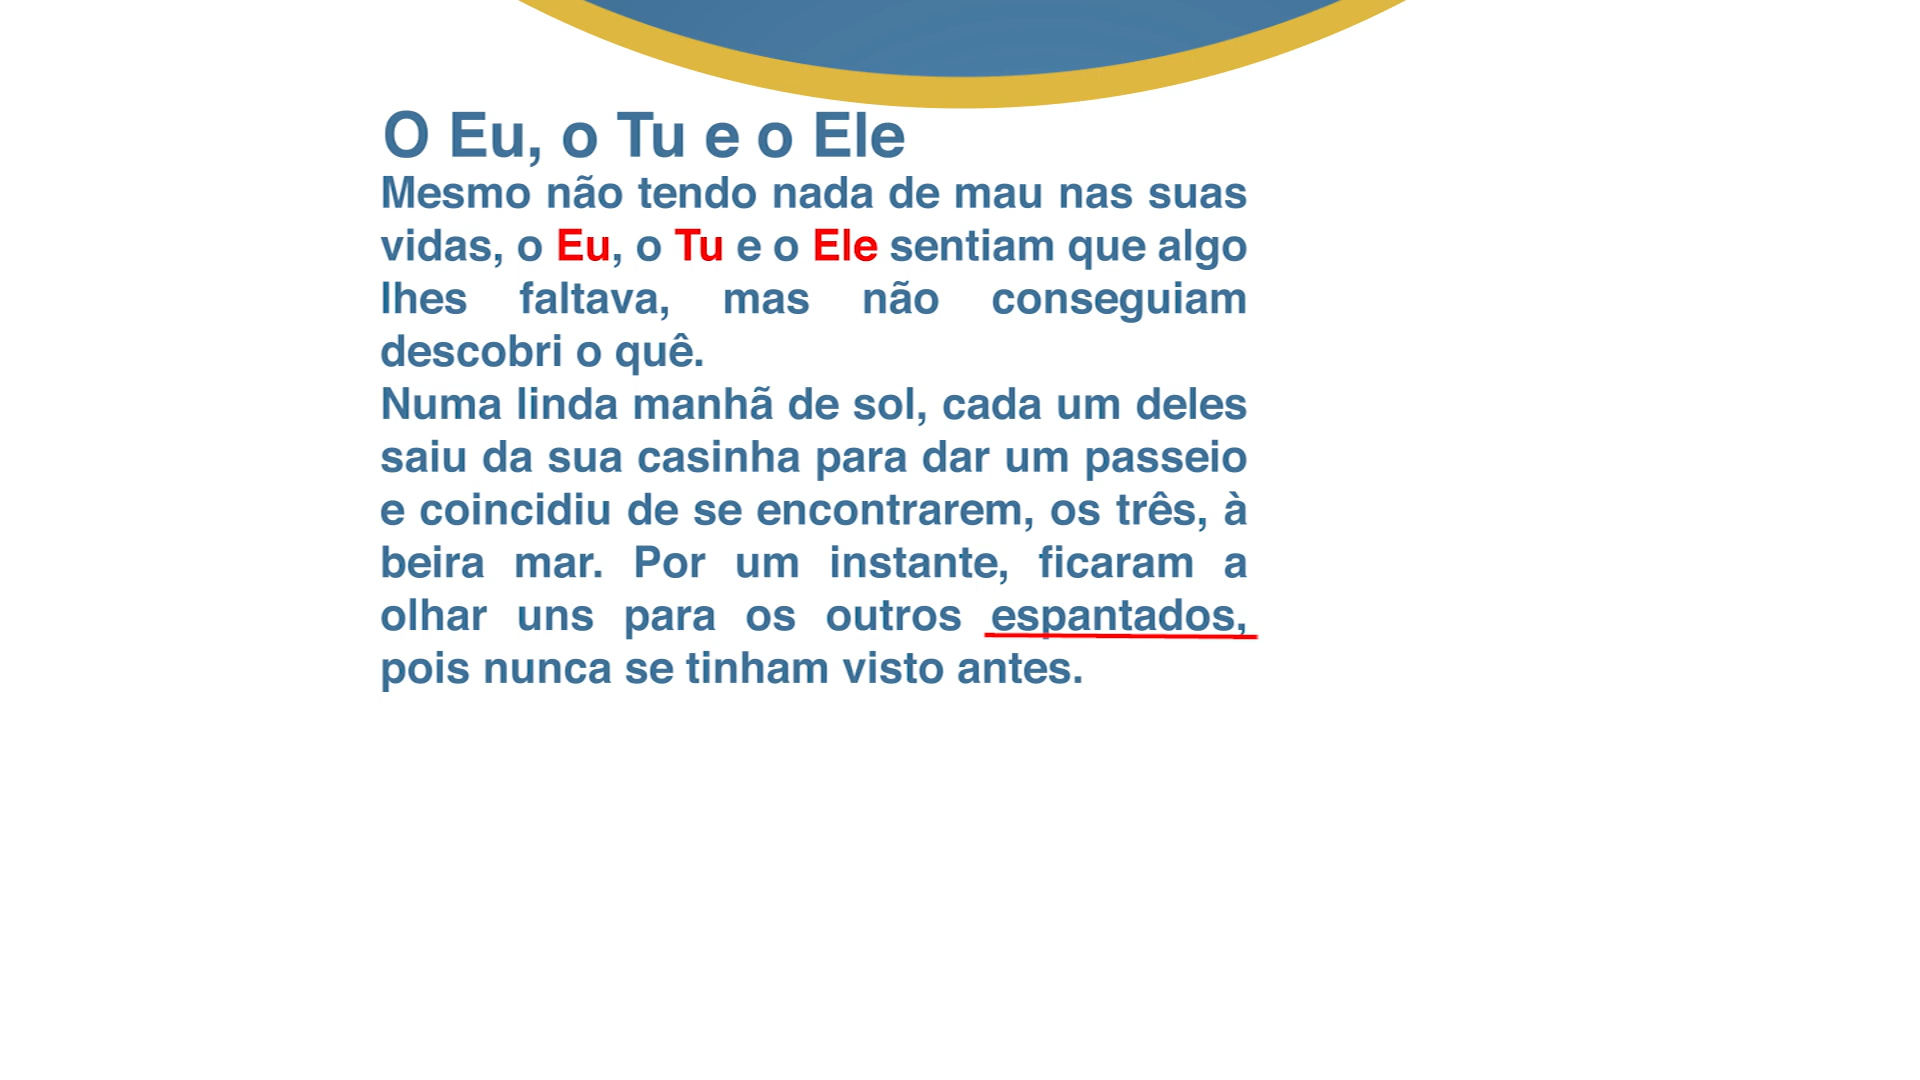 O Eu, o Tu e o Ele
Mesmo não tendo nada de mau nas suas
vidas, o Eu, o Tu e o Ele sentiam que algo
lhes faltava, mas não conseguiam
descobri o quê.
Numa linda manhã de sol, cada um deles
saiu da sua casinha para dar um passeio
e coincidiu de se encontrarem, os três, à
beira mar. Por um instante, ficaram a
olhar uns para os outros espantados,
pois nunca se tinham visto antes.